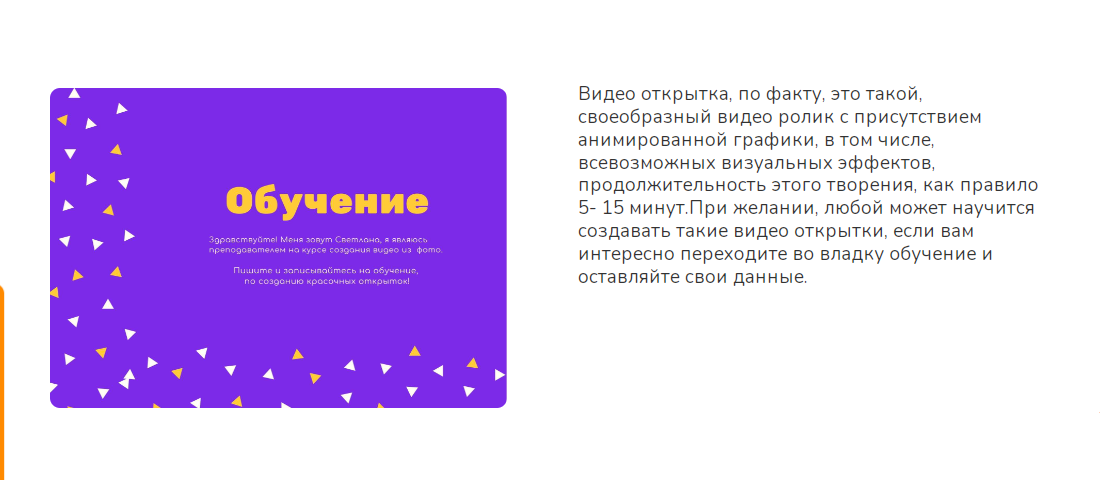 Обучение
Здравствуйте! Меня зовут Светлана, я являюсь
преподавателем на курсе создания видео из фото.
Пишите и записывайтесь на обучение,
по созданию красочных открыток!
Видео открытка, по факту, это такой,
своеобразный видео ролик с присутствием
анимированной графики, в том числе,
всевозможных визуальных эффектов,
продолжительность этого творения, как правило
5- 15 минут.При желании, любой может научится
создавать такие видео открытки, если вам
интересно переходите во владку обучение и
оставляйте свои данные.